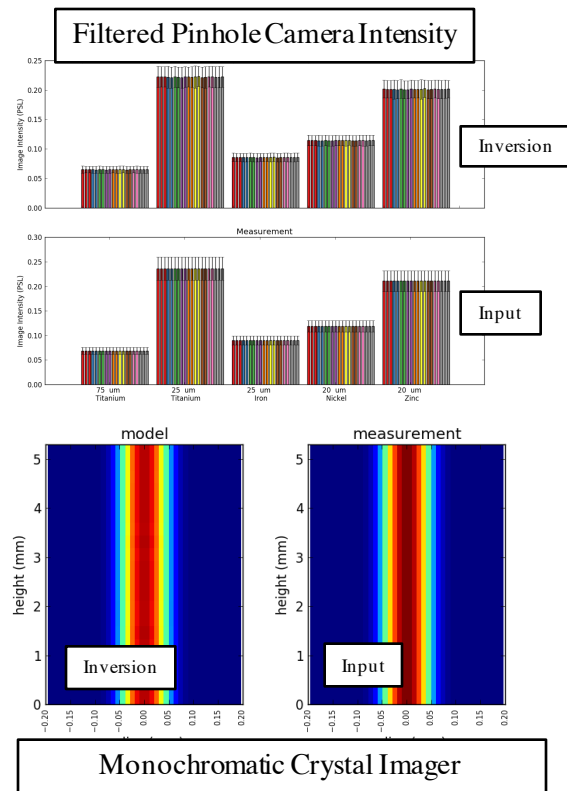 Filtered Pinhole Camera Intensity
0.25
0.20
0.15
0.10
0.05
0.00
Image Intensity (PSL)
Inversion
Measurement
0.30
0.25
0.20
0.15
0.10
0.05
0.00
Image Intensity (PSL)
Input
75 um Titanium
25 um Titanium
25 um Iron
20 um Nickel
20 um Zinc
model
5
4
3
2
1
0
height (mm)
Inversion
−0.20
−0.15
−0.10
−0.05
0.00
0.05
0.10
0.15
0.20
measurement
5
4
3
2
1
0
height (mm)
Input
−0.20
−0.15
−0.10
−0.05
0.00
0.05
0.10
0.15
0.20
Monochromatic Crystal Imager